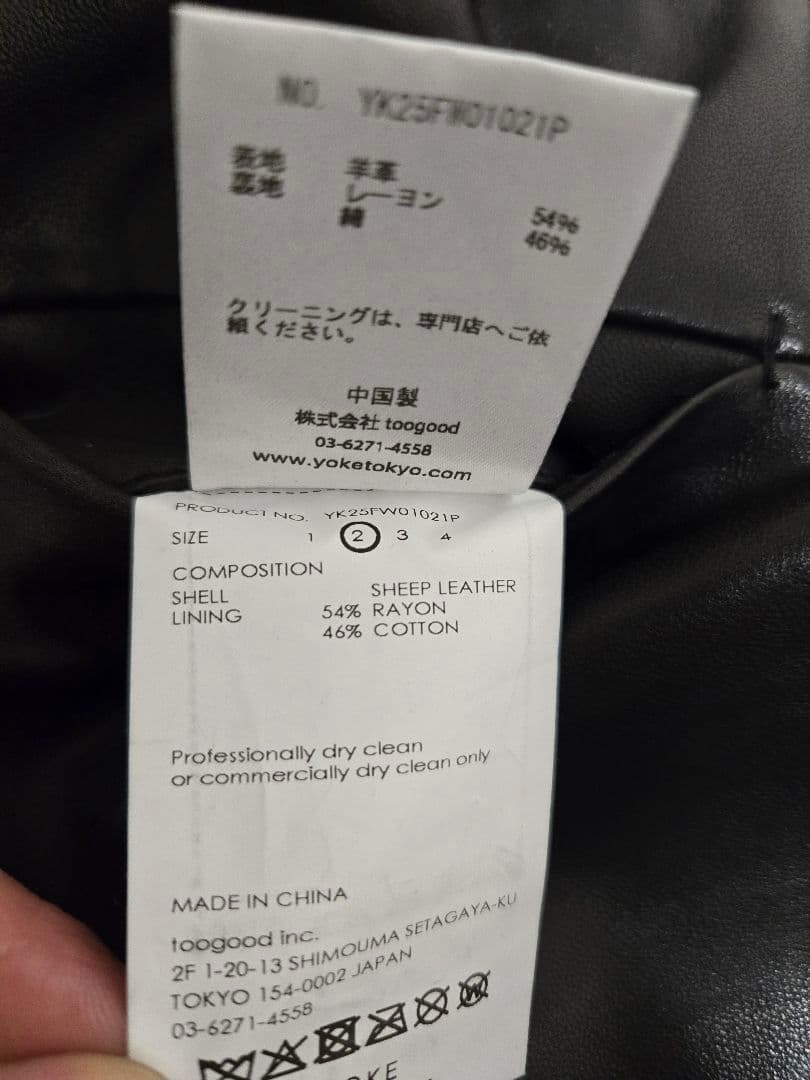 NO. YK25FW01021P
表地 羊革
裏地 レーヨン 54%
綿 46%
クリーニングは、専門店へご依
頼ください。
中国製
株式会社 toogood
03-6271-4558
www.yoketokyo.com
PRODUCT NO. YK25FW01021P
SIZE 1 2 3 4
COMPOSITION
SHELL SHEEP LEATHER
LINING 54% RAYON
46% COTTON
Professionally dry clean
or commercially dry clean only
MADE IN CHINA
toogood inc.
2F 1-20-13 SHIMOUMA SETAGAYA-KU
TOKYO 154-0002 JAPAN
03-6271-4558
W
OKE